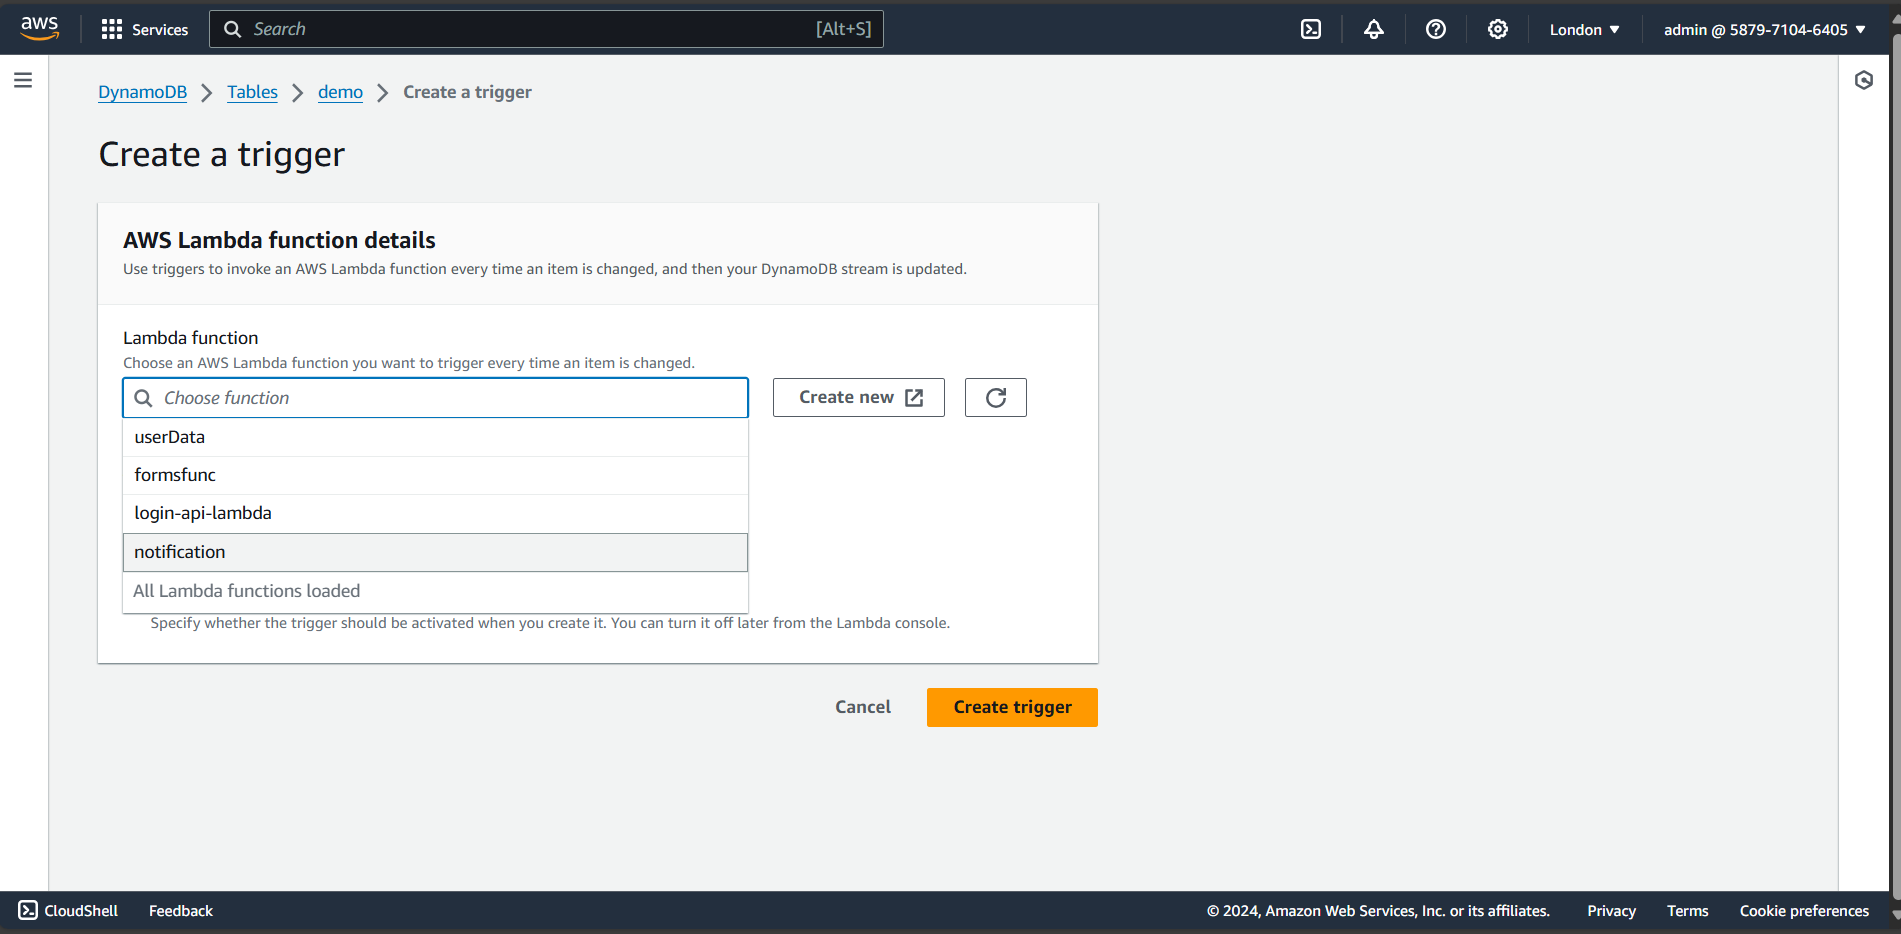 aws
Services
Search
[Alt+S]
London
admin @ 5879-7104-6405
DynamoDB
Tables
demo
Create a trigger
Create a trigger
AWS Lambda function details
Use triggers to invoke an AWS Lambda function every time an item is changed, and then your DynamoDB stream is updated.
Lambda function
Choose an AWS Lambda function you want to trigger every time an item is changed.
Choose function
Create new
userData
formsfunc
login-api-lambda
notification
All Lambda functions loaded
Specify whether the trigger should be activated when you create it. You can turn it off later from the Lambda console.
Cancel
Create trigger
CloudShell
Feedback
© 2024, Amazon Web Services, Inc. or its affiliates.
Privacy
Terms
Cookie preferences